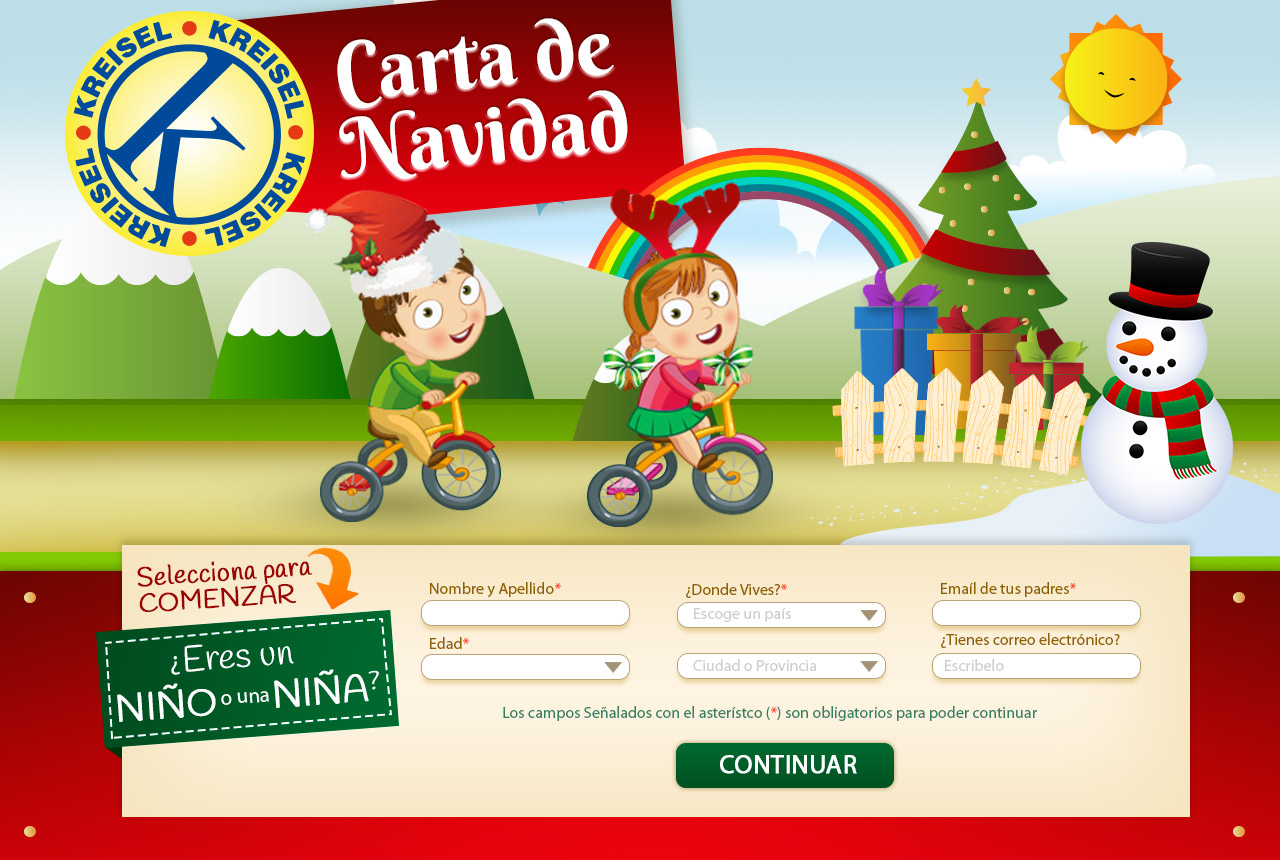 KREISEL • KREISEL • KREISEL • KREISEL •
K
Carta de
Navidad
Selecciona para
COMENZAR
¿Eres un
NIÑO o una NIÑA?
Nombre y Apellido*
¿Donde Vives?*
Emaíl de tus padres*
Escoge un país
Edad*
¿Tienes correo electrónico?
Ciudad o Provincia
Escribelo
Los campos Señalados con el asterístco (*) son obligatorios para poder continuar
CONTINUAR